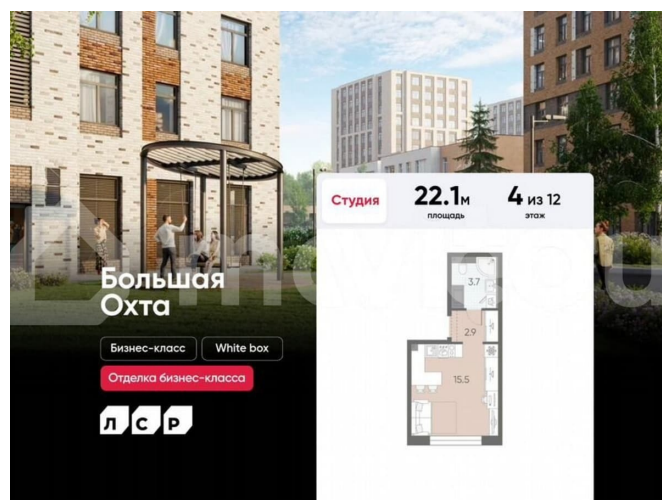 Студия
22.1м
площадь
4 из 12
этаж
Большая
Охта
Бизнес-класс
White box
Отделка бизнес-класса
ЛСР
3.7
2.9
15.5